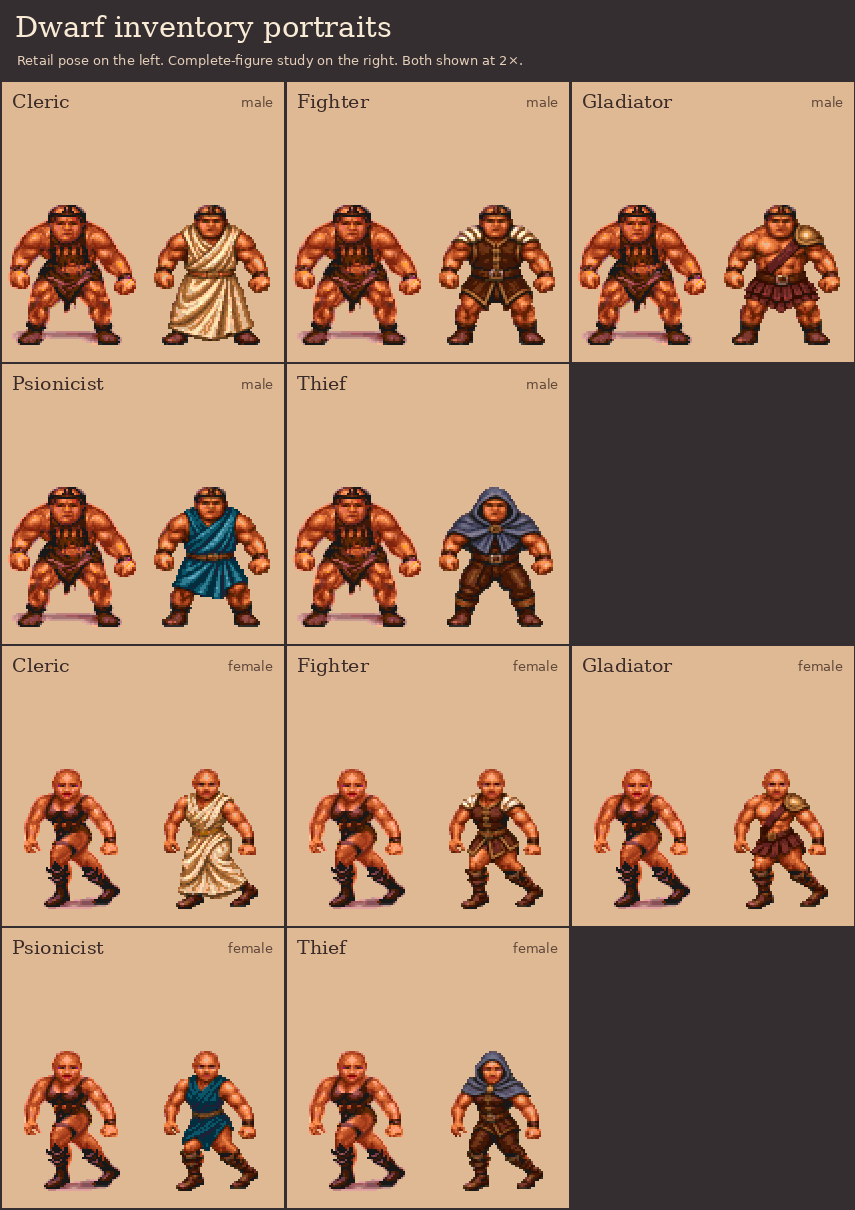 Dwarf inventory portraits
Retail pose on the left. Complete-figure study on the right. Both shown at 2×.
Cleric male
Fighter male
Gladiator male
Psionicist male
Thief male
Cleric female
Fighter female
Gladiator female
Psionicist female
Thief female